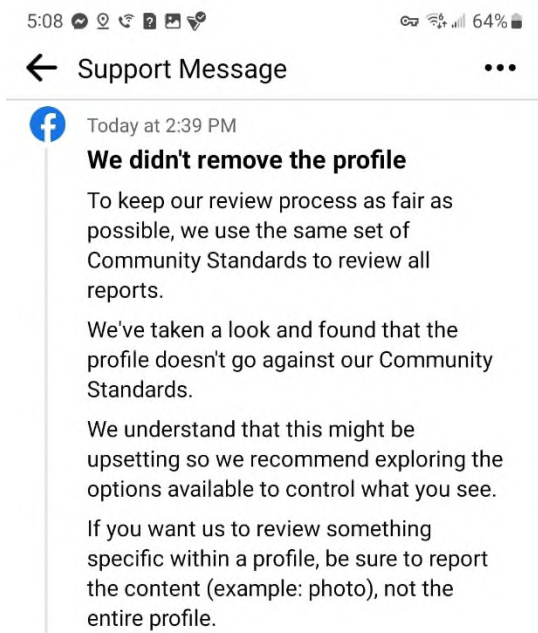 5:08 64%
Support Message
Today at 2:39 PM
We didn't remove the profile
To keep our review process as fair as
possible, we use the same set of
Community Standards to review all
reports.
We've taken a look and found that the
profile doesn't go against our Community
Standards.
We understand that this might be
upsetting so we recommend exploring the
options available to control what you see.
If you want us to review something
specific within a profile, be sure to report
the content (example: photo), not the
entire profile.